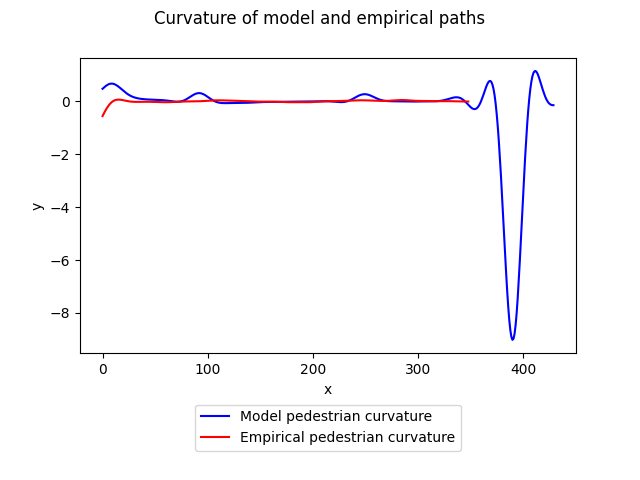 Curvature of model and empirical paths
0
−2
−4
−6
−8
y
0 100 200 300 400
x
Model pedestrian curvature
Empirical pedestrian curvature